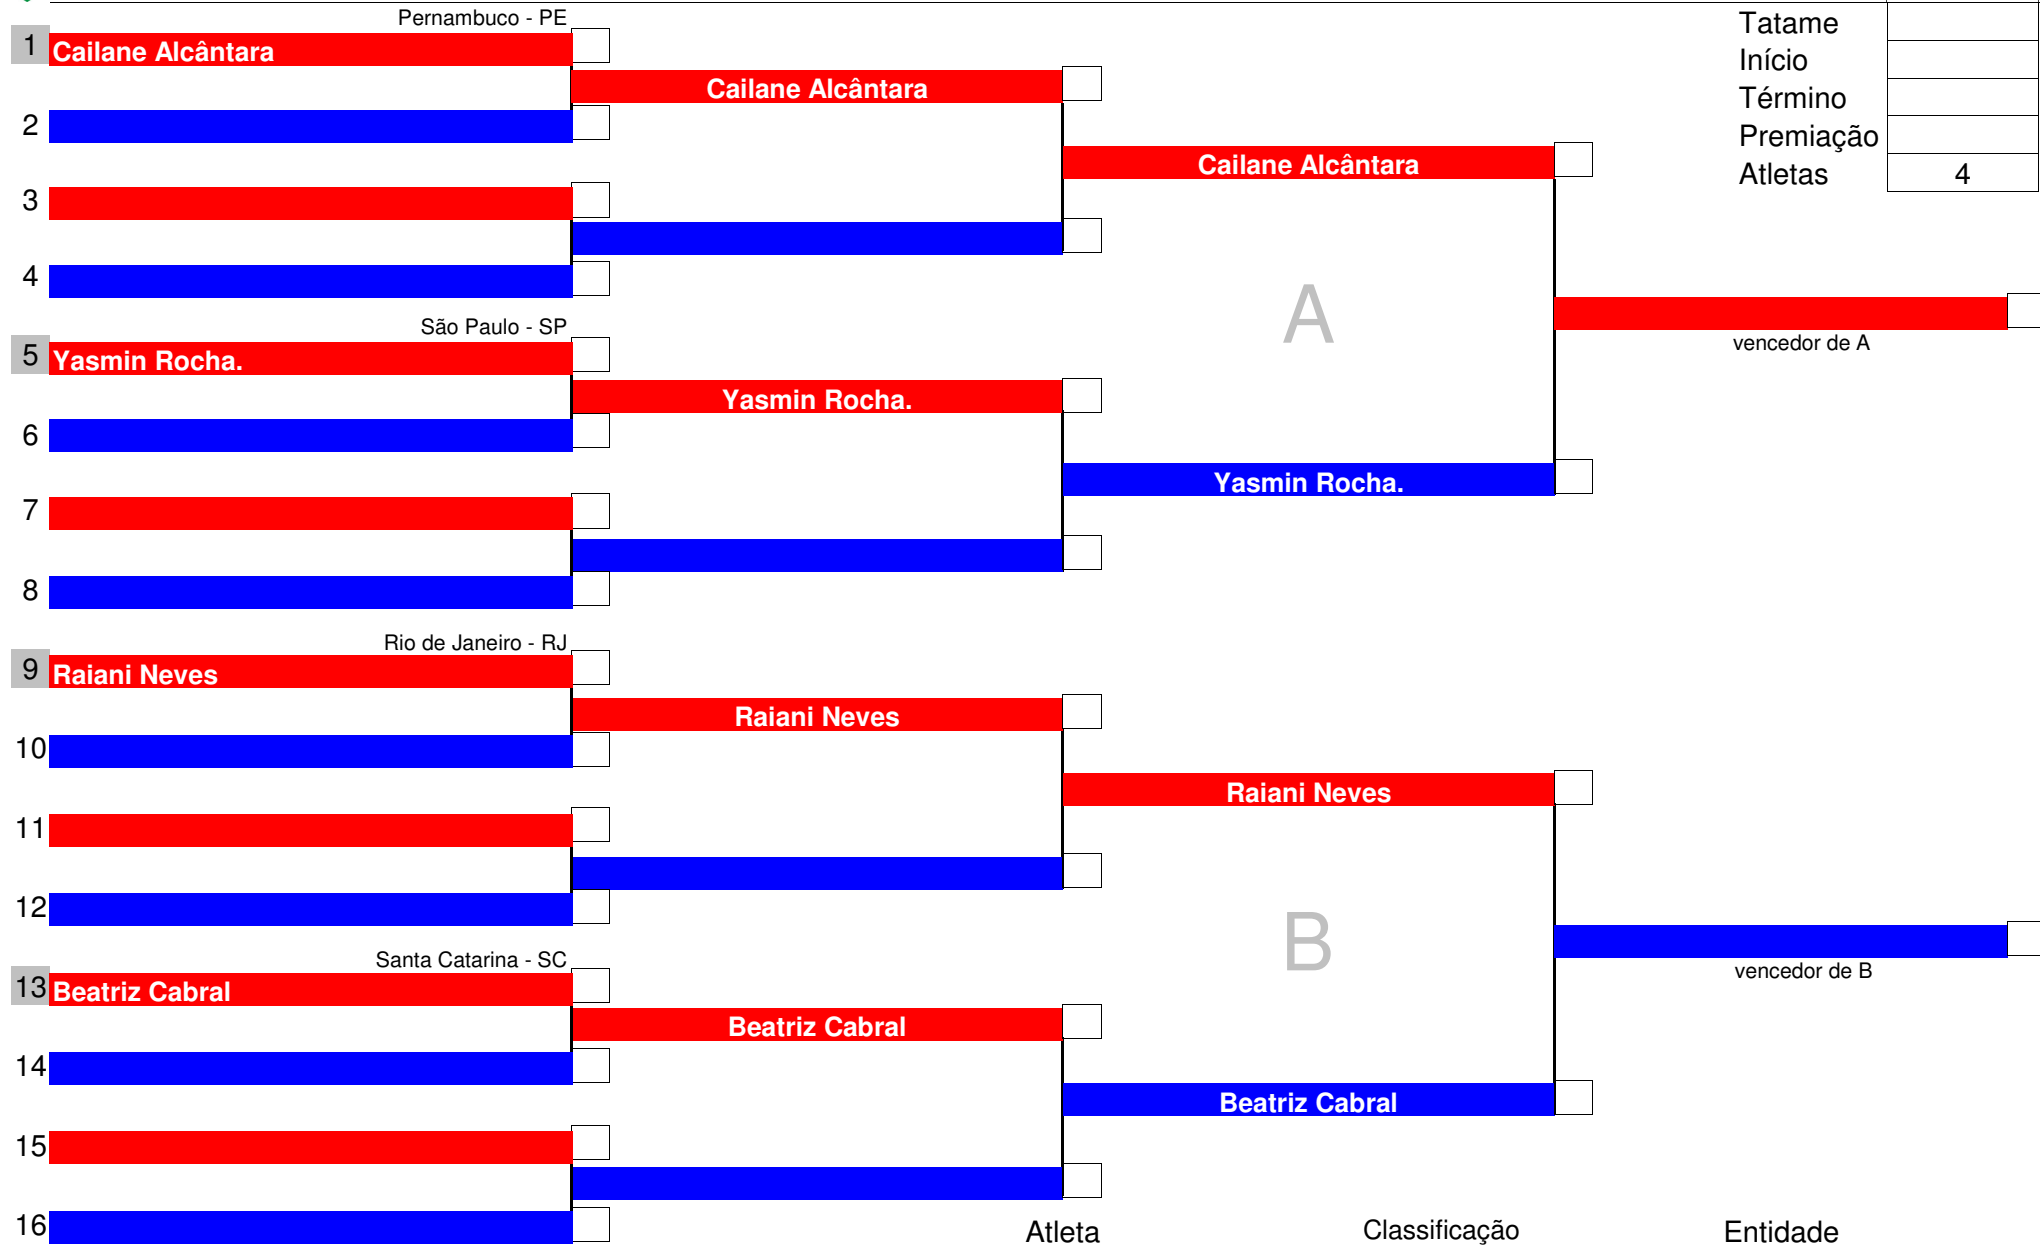 Pernambuco - PE
1 Cailane Alcântara
Cailane Alcântara
2
Cailane Alcântara
3
4
São Paulo - SP
5 Yasmin Rocha.
Yasmin Rocha.
6
Yasmin Rocha.
7
8
A
vencedor de A
Tatame
Início
Término
Premiação
Atletas 4
Rio de Janeiro - RJ
9 Raiani Neves
Raiani Neves
10
Raiani Neves
11
12
B
vencedor de B
Santa Catarina - SC
13 Beatriz Cabral
Beatriz Cabral
14
Beatriz Cabral
15
16
Atleta Classificação Entidade